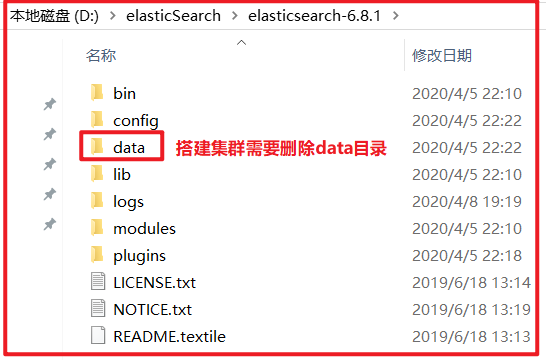 本地磁盘 (D:) > elasticSearch > elasticsearch-6.8.1 >
名称 修改日期
bin 2020/4/5 22:10
config 2020/4/5 22:22
data 搭建集群需要删除data目录 2020/4/5 22:22
lib 2020/4/5 22:10
logs 2020/4/8 19:19
modules 2020/4/5 22:10
plugins 2020/4/5 22:18
LICENSE.txt 2019/6/18 13:14
NOTICE.txt 2019/6/18 13:19
README.textile 2019/6/18 13:13